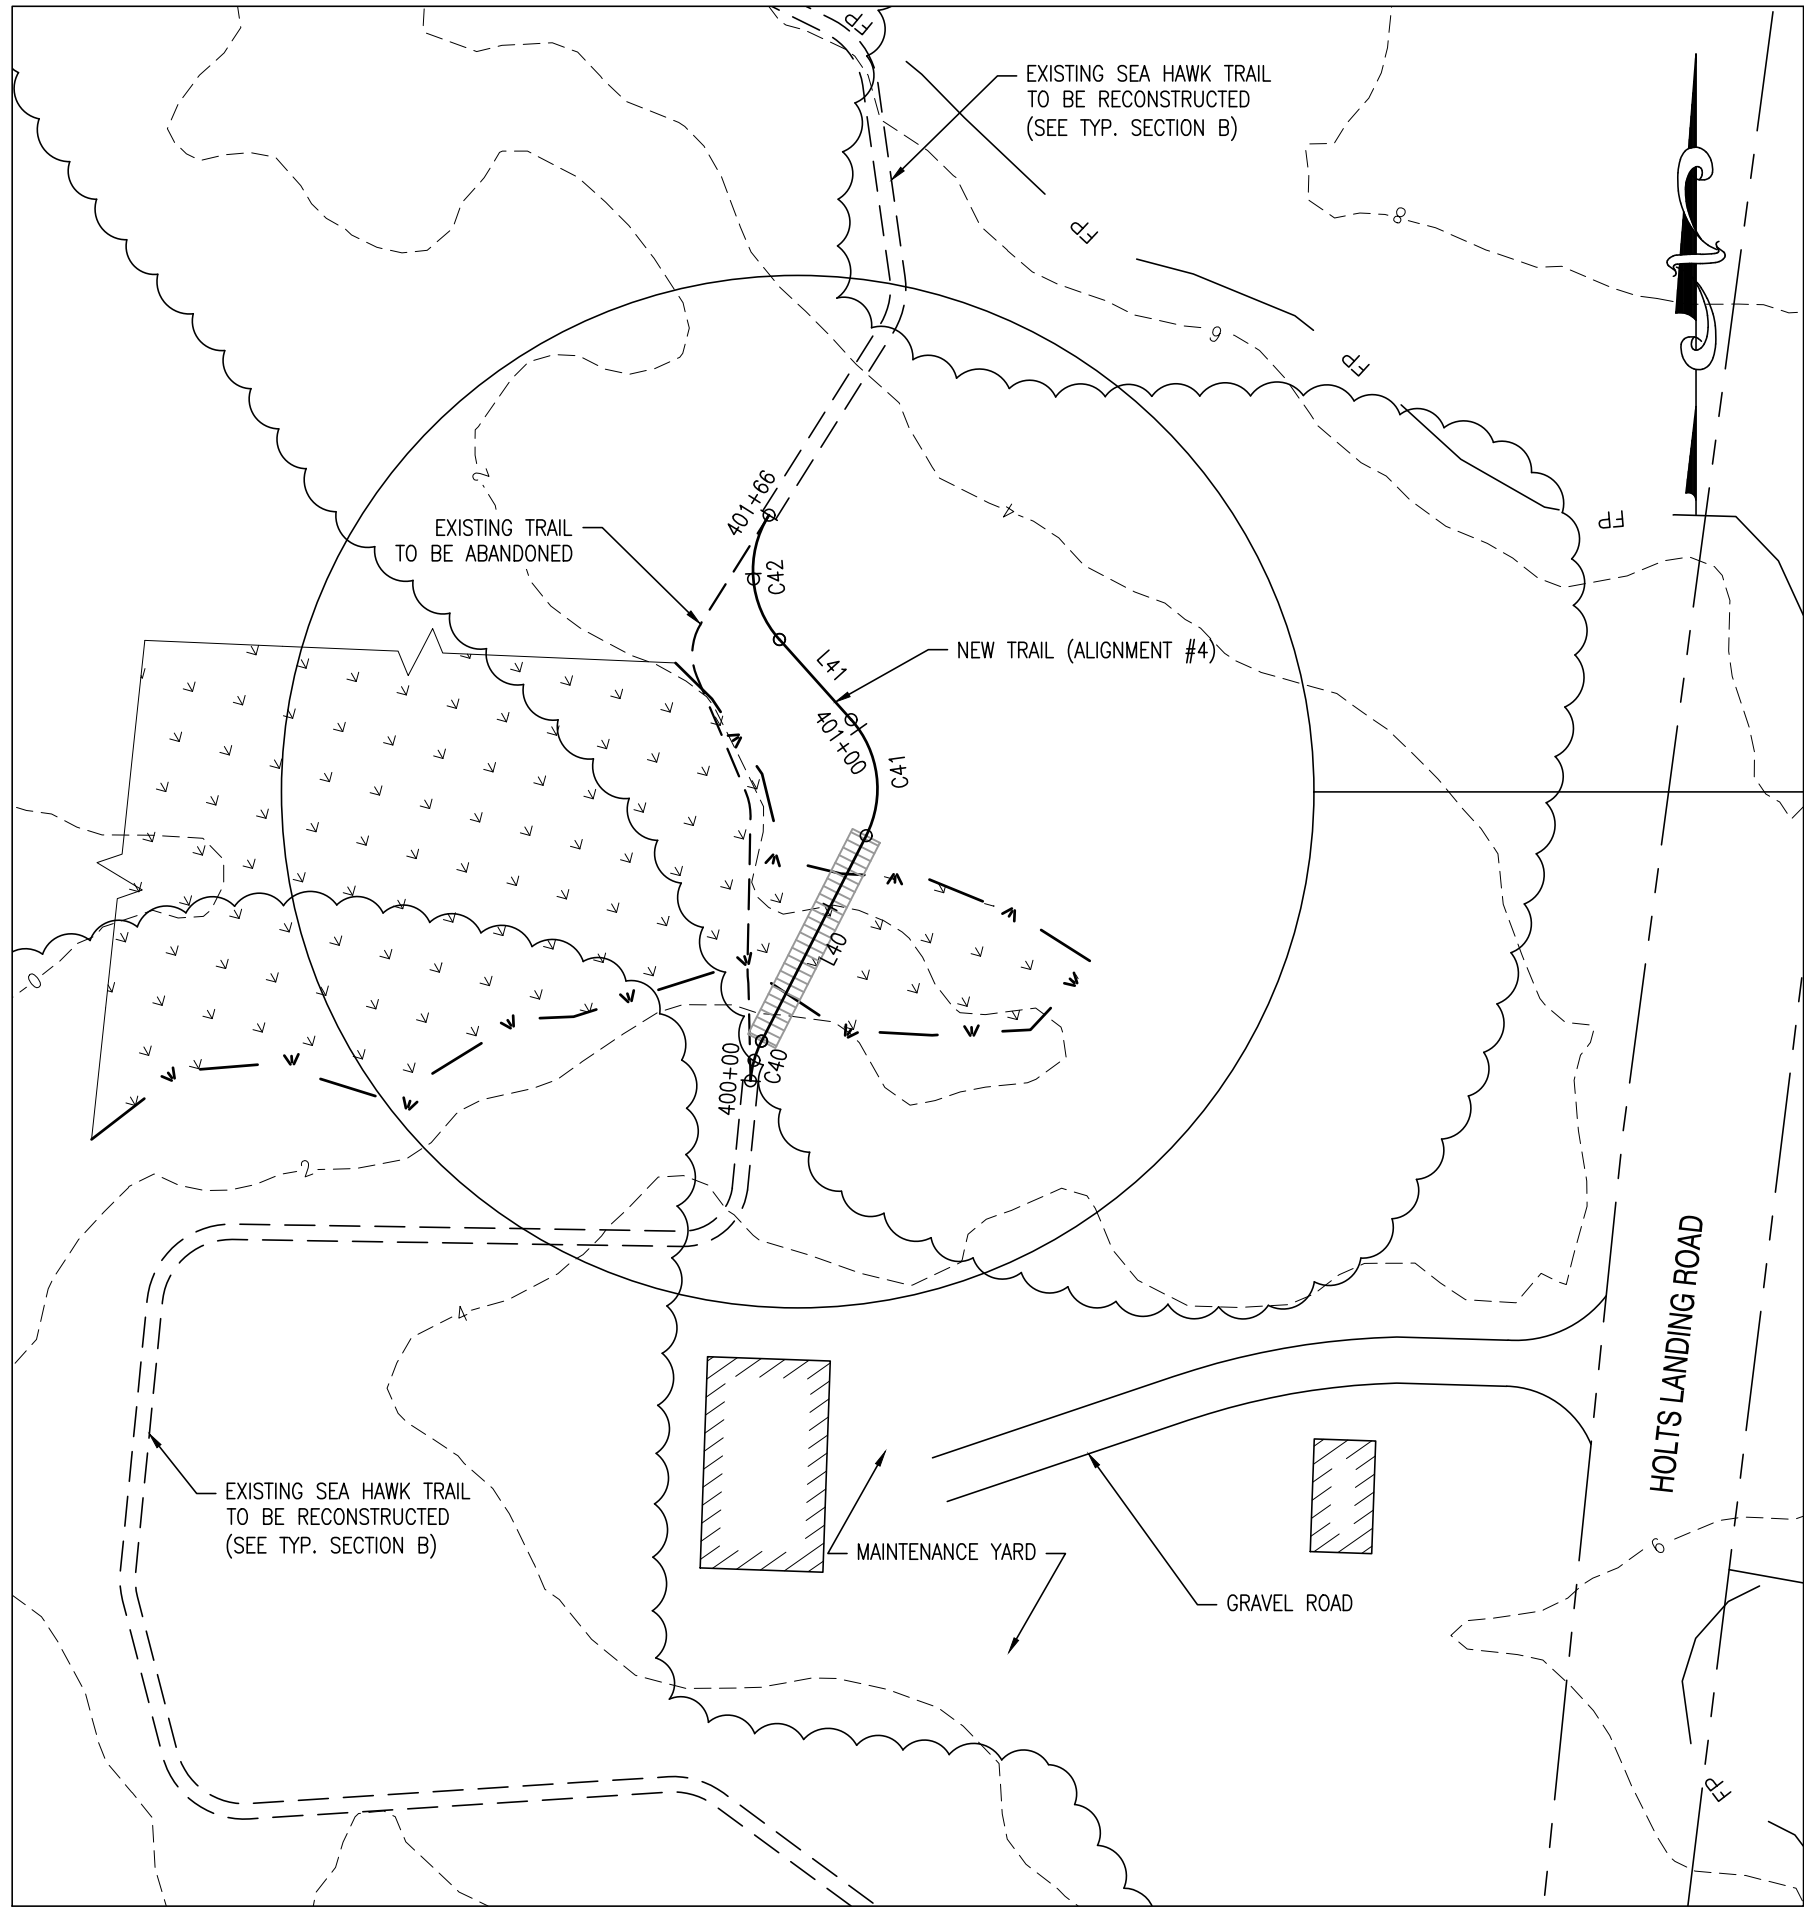 FP
EXISTING SEA HAWK TRAIL
TO BE RECONSTRUCTED
(SEE TYP. SECTION B)
FP
8
6
FP
2
4
FP
401+66
EXISTING TRAIL
TO BE ABANDONED
C42
L41
NEW TRAIL (ALIGNMENT #4)
401+00
C41
L40
0
400+00
C40
2
4
HOLTS LANDING ROAD
EXISTING SEA HAWK TRAIL
TO BE RECONSTRUCTED
(SEE TYP. SECTION B)
MAINTENANCE YARD
6
GRAVEL ROAD
FP